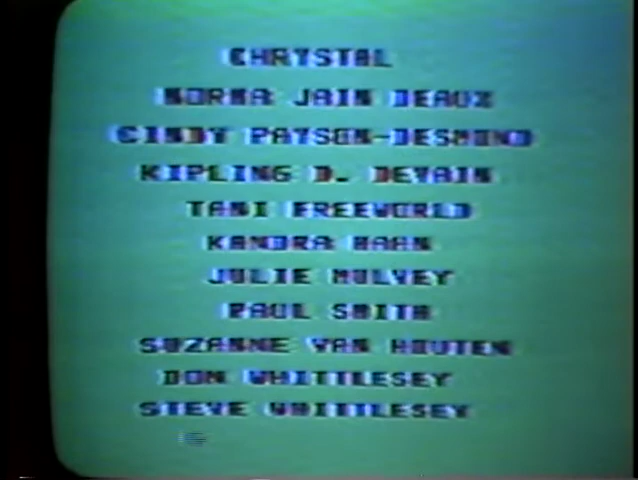 CHRYSTAL
NORMA JAIN DEAUX
CINDY PAYSON-DESMOND
KIPLING D. DEVAIN
TANI FREEWORLD
KANDRA HAHN
JULIE MULVEY
PAUL SMITH
SUZANNE VAN HOUTEN
DON WHITTLESEY
STEVE WHITTLESEY